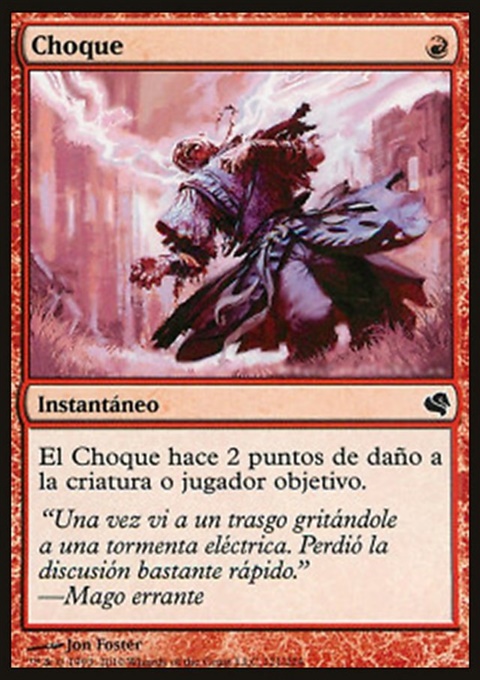 Choque
Instantáneo
El Choque hace 2 puntos de daño a
la criatura o jugador objetivo.
“Una vez vi a un trasgo gritándole
a una tormenta eléctrica. Perdió la
discusión bastante rápido.”
—Mago errante
Jon Foster